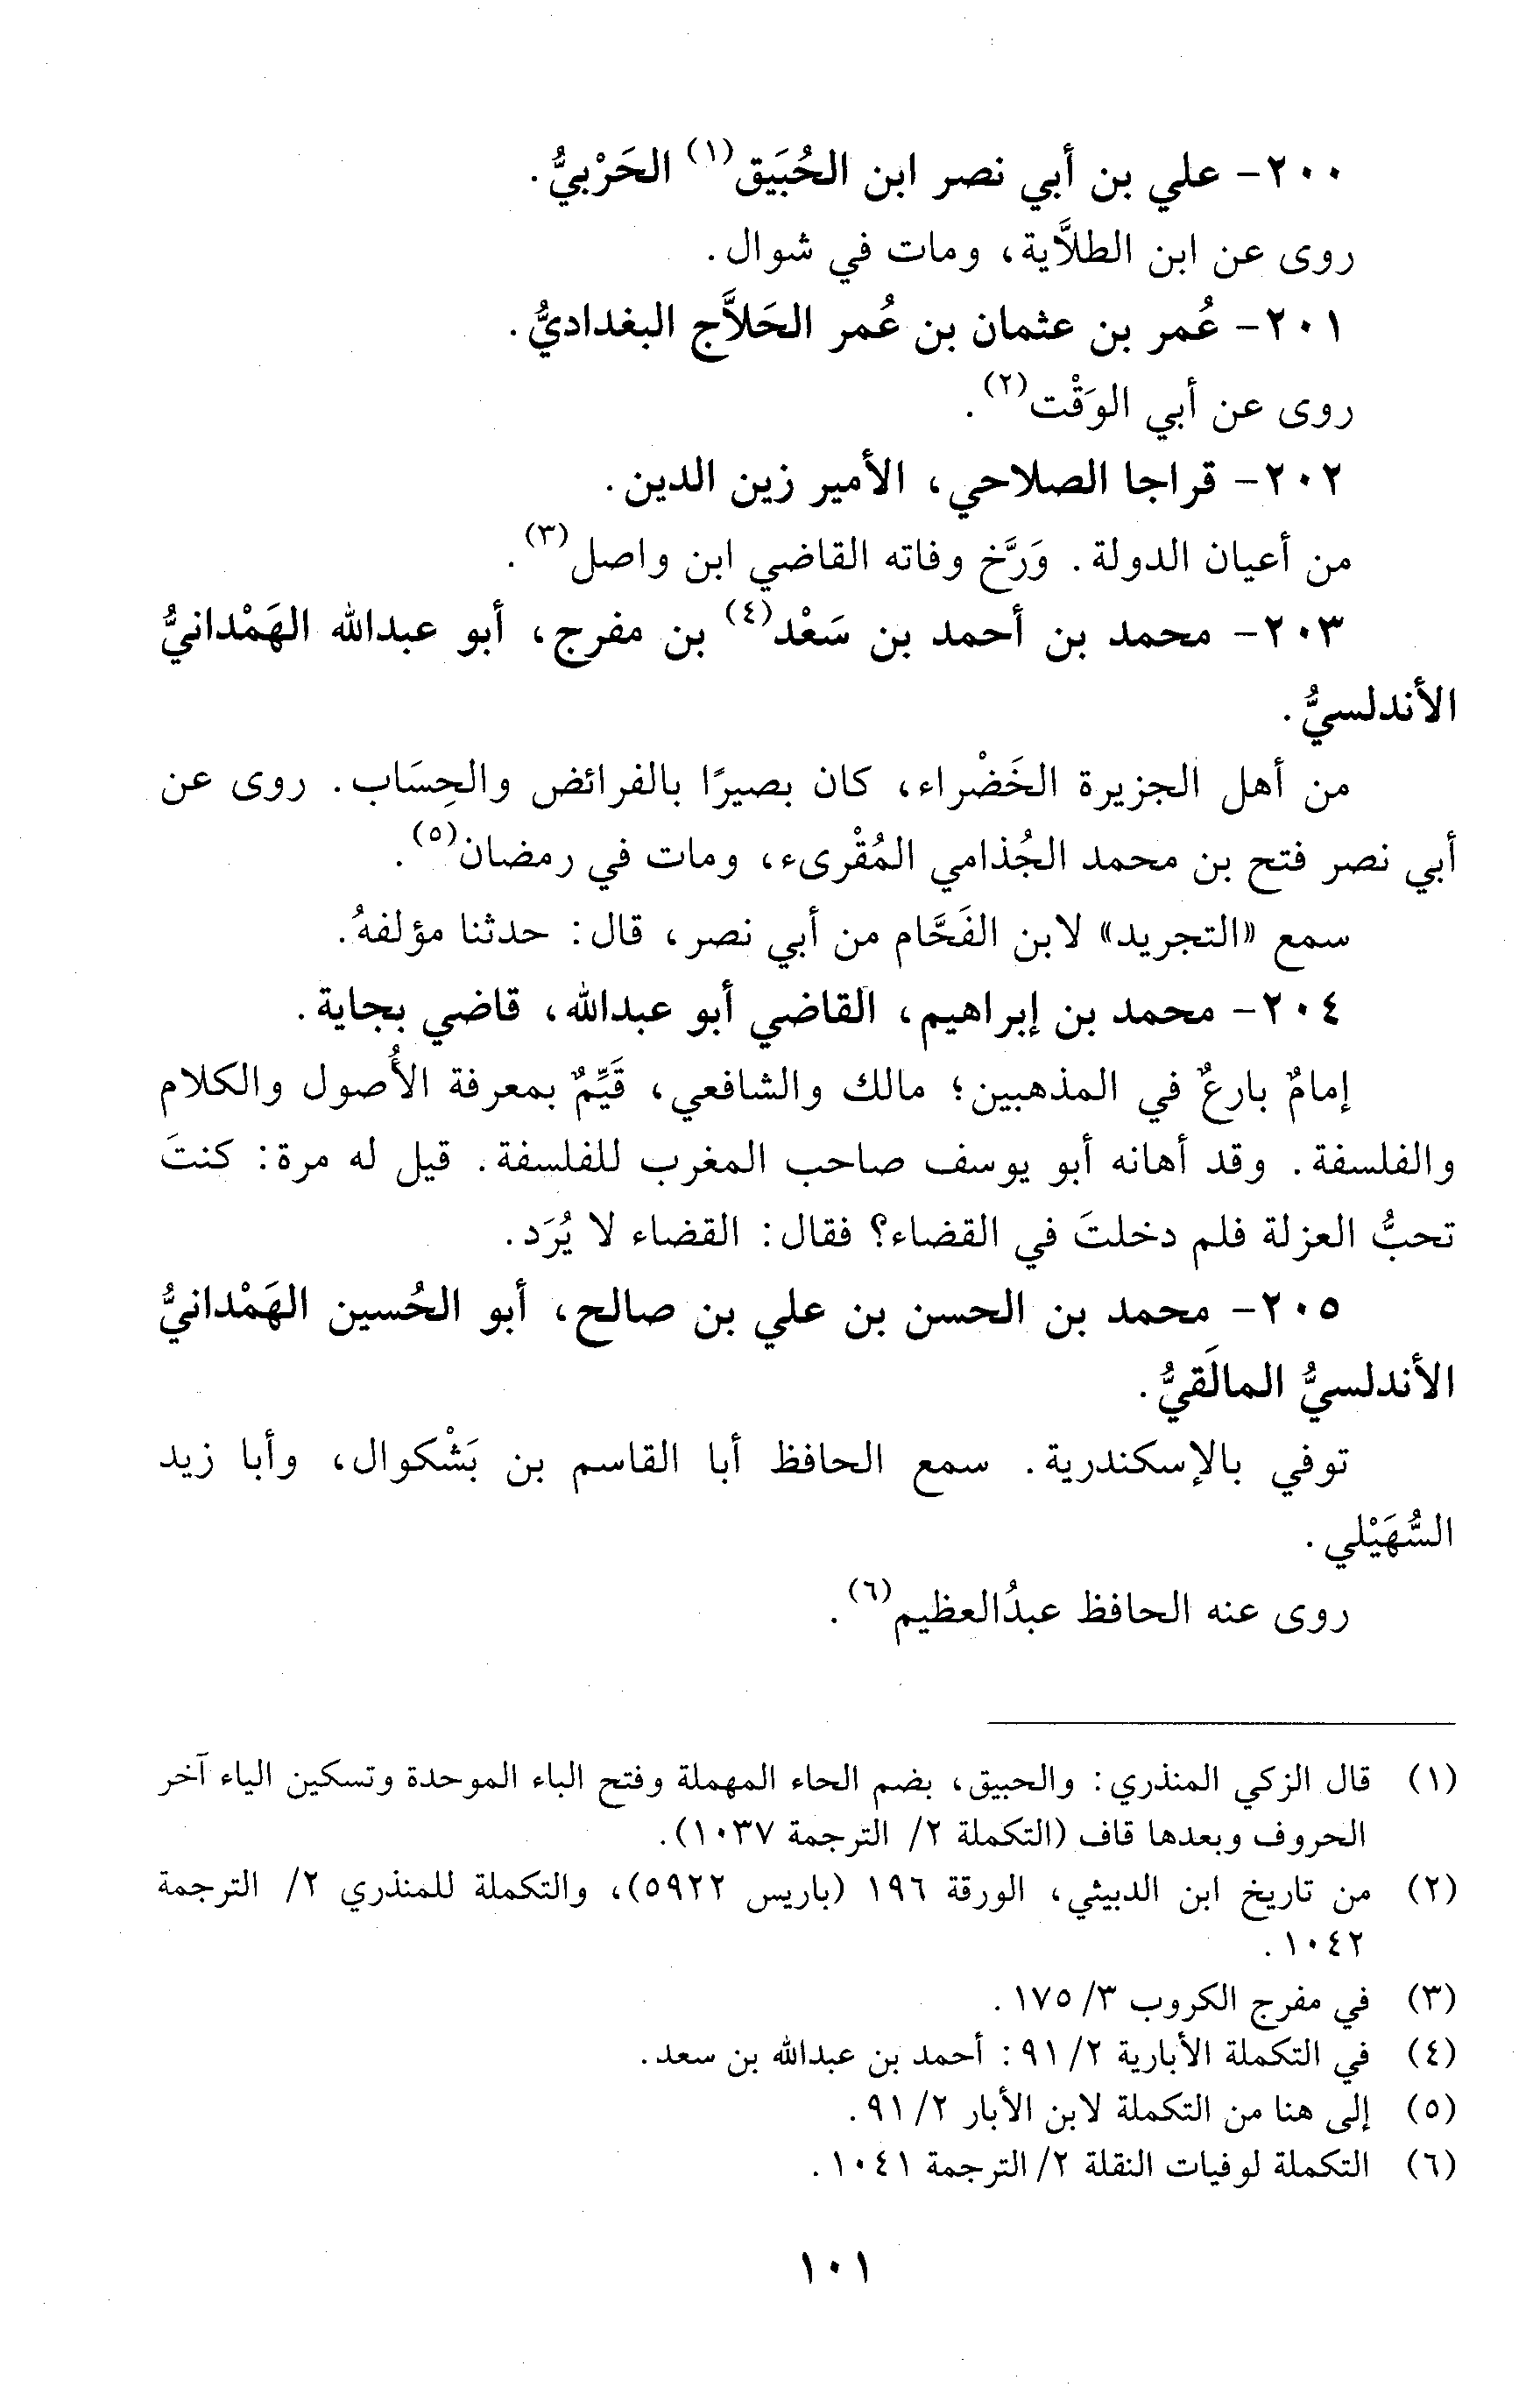 ٢٠٠- علي بن أبي نصر ابن الحُبَيق(١) الحَرْبيُّ.
روى عن ابن الطلاَّية، ومات في شوال.
٢٠١- عُمر بن عثمان بن عُمر الحَلاَّج البغداديُّ.
روى عن أبي الوَقْت(٢).
٢٠٢- قراجا الصلاحي، الأمير زين الدين.
من أعيان الدولة. وَرَّخ وفاته القاضي ابن واصل(٣).
٢٠٣- محمد بن أحمد بن سَعْد(٤) بن مفرج، أبو عبدالله الهَمْدانيُّ
الأندلسيُّ.
من أهل الجزيرة الخَضْراء، كان بصيرًا بالفرائض والحِسَاب. روى عن
أبي نصر فتح بن محمد الجُذامي المُقْرىء، ومات في رمضان(٥).
سمع «التجريد» لابن الفَحَّام من أبي نصر، قال: حدثنا مؤلفهُ.
٢٠٤- محمد بن إبراهيم، القاضي أبو عبدالله، قاضي بجاية.
إمامٌ بارعٌ في المذهبين؛ مالك والشافعي، قَيِّمٌ بمعرفة الأُصول والكلام
والفلسفة. وقد أهانه أبو يوسف صاحب المغرب للفلسفة. قيل له مرة: كنتَ
تحبُّ العزلة فلم دخلتَ في القضاء؟ فقال: القضاء لا يُرَد.
٢٠٥- محمد بن الحسن بن علي بن صالح، أبو الحُسين الهَمْدانيُّ
الأندلسيُّ المالَقيُّ.
توفي بالإسكندرية. سمع الحافظ أبا القاسم بن بَشْكوال، وأبا زيد
السُّهَيْلي.
روى عنه الحافظ عبدُالعظيم(٦).
(١) قال الزكي المنذري: والحبيق، بضم الحاء المهملة وفتح الباء الموحدة وتسكين الياء آخر
الحروف وبعدها قاف (التكملة ٢/ الترجمة ١٠٣٧).
(٢) من تاريخ ابن الدبيثي، الورقة ١٩٦ (باريس ٥٩٢٢)، والتكملة للمنذري ٢/ الترجمة
١٠٤٢.
(٣) في مفرج الكروب ٣/ ١٧٥.
(٤) في التكملة الأبارية ٢/ ٩١: أحمد بن عبدالله بن سعد.
(٥) إلى هنا من التكملة لابن الأبار ٢/ ٩١.
(٦) التكملة لوفيات النقلة ٢/ الترجمة ١٠٤١.
١٠١